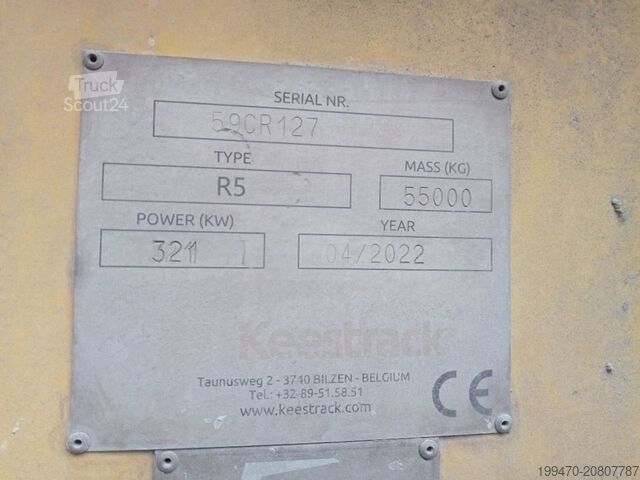 Truck
Scout24
SERIAL NR.
59CR127
TYPE
MASS (KG)
R5
55000
POWER (KW)
YEAR
321
04/2022
Keestrack
Taunusweg 2 - 3740 BILZEN - BELGIUM
Tel.: +32-89-51.58.51
www.keestrack.com
CE
199470-20807787